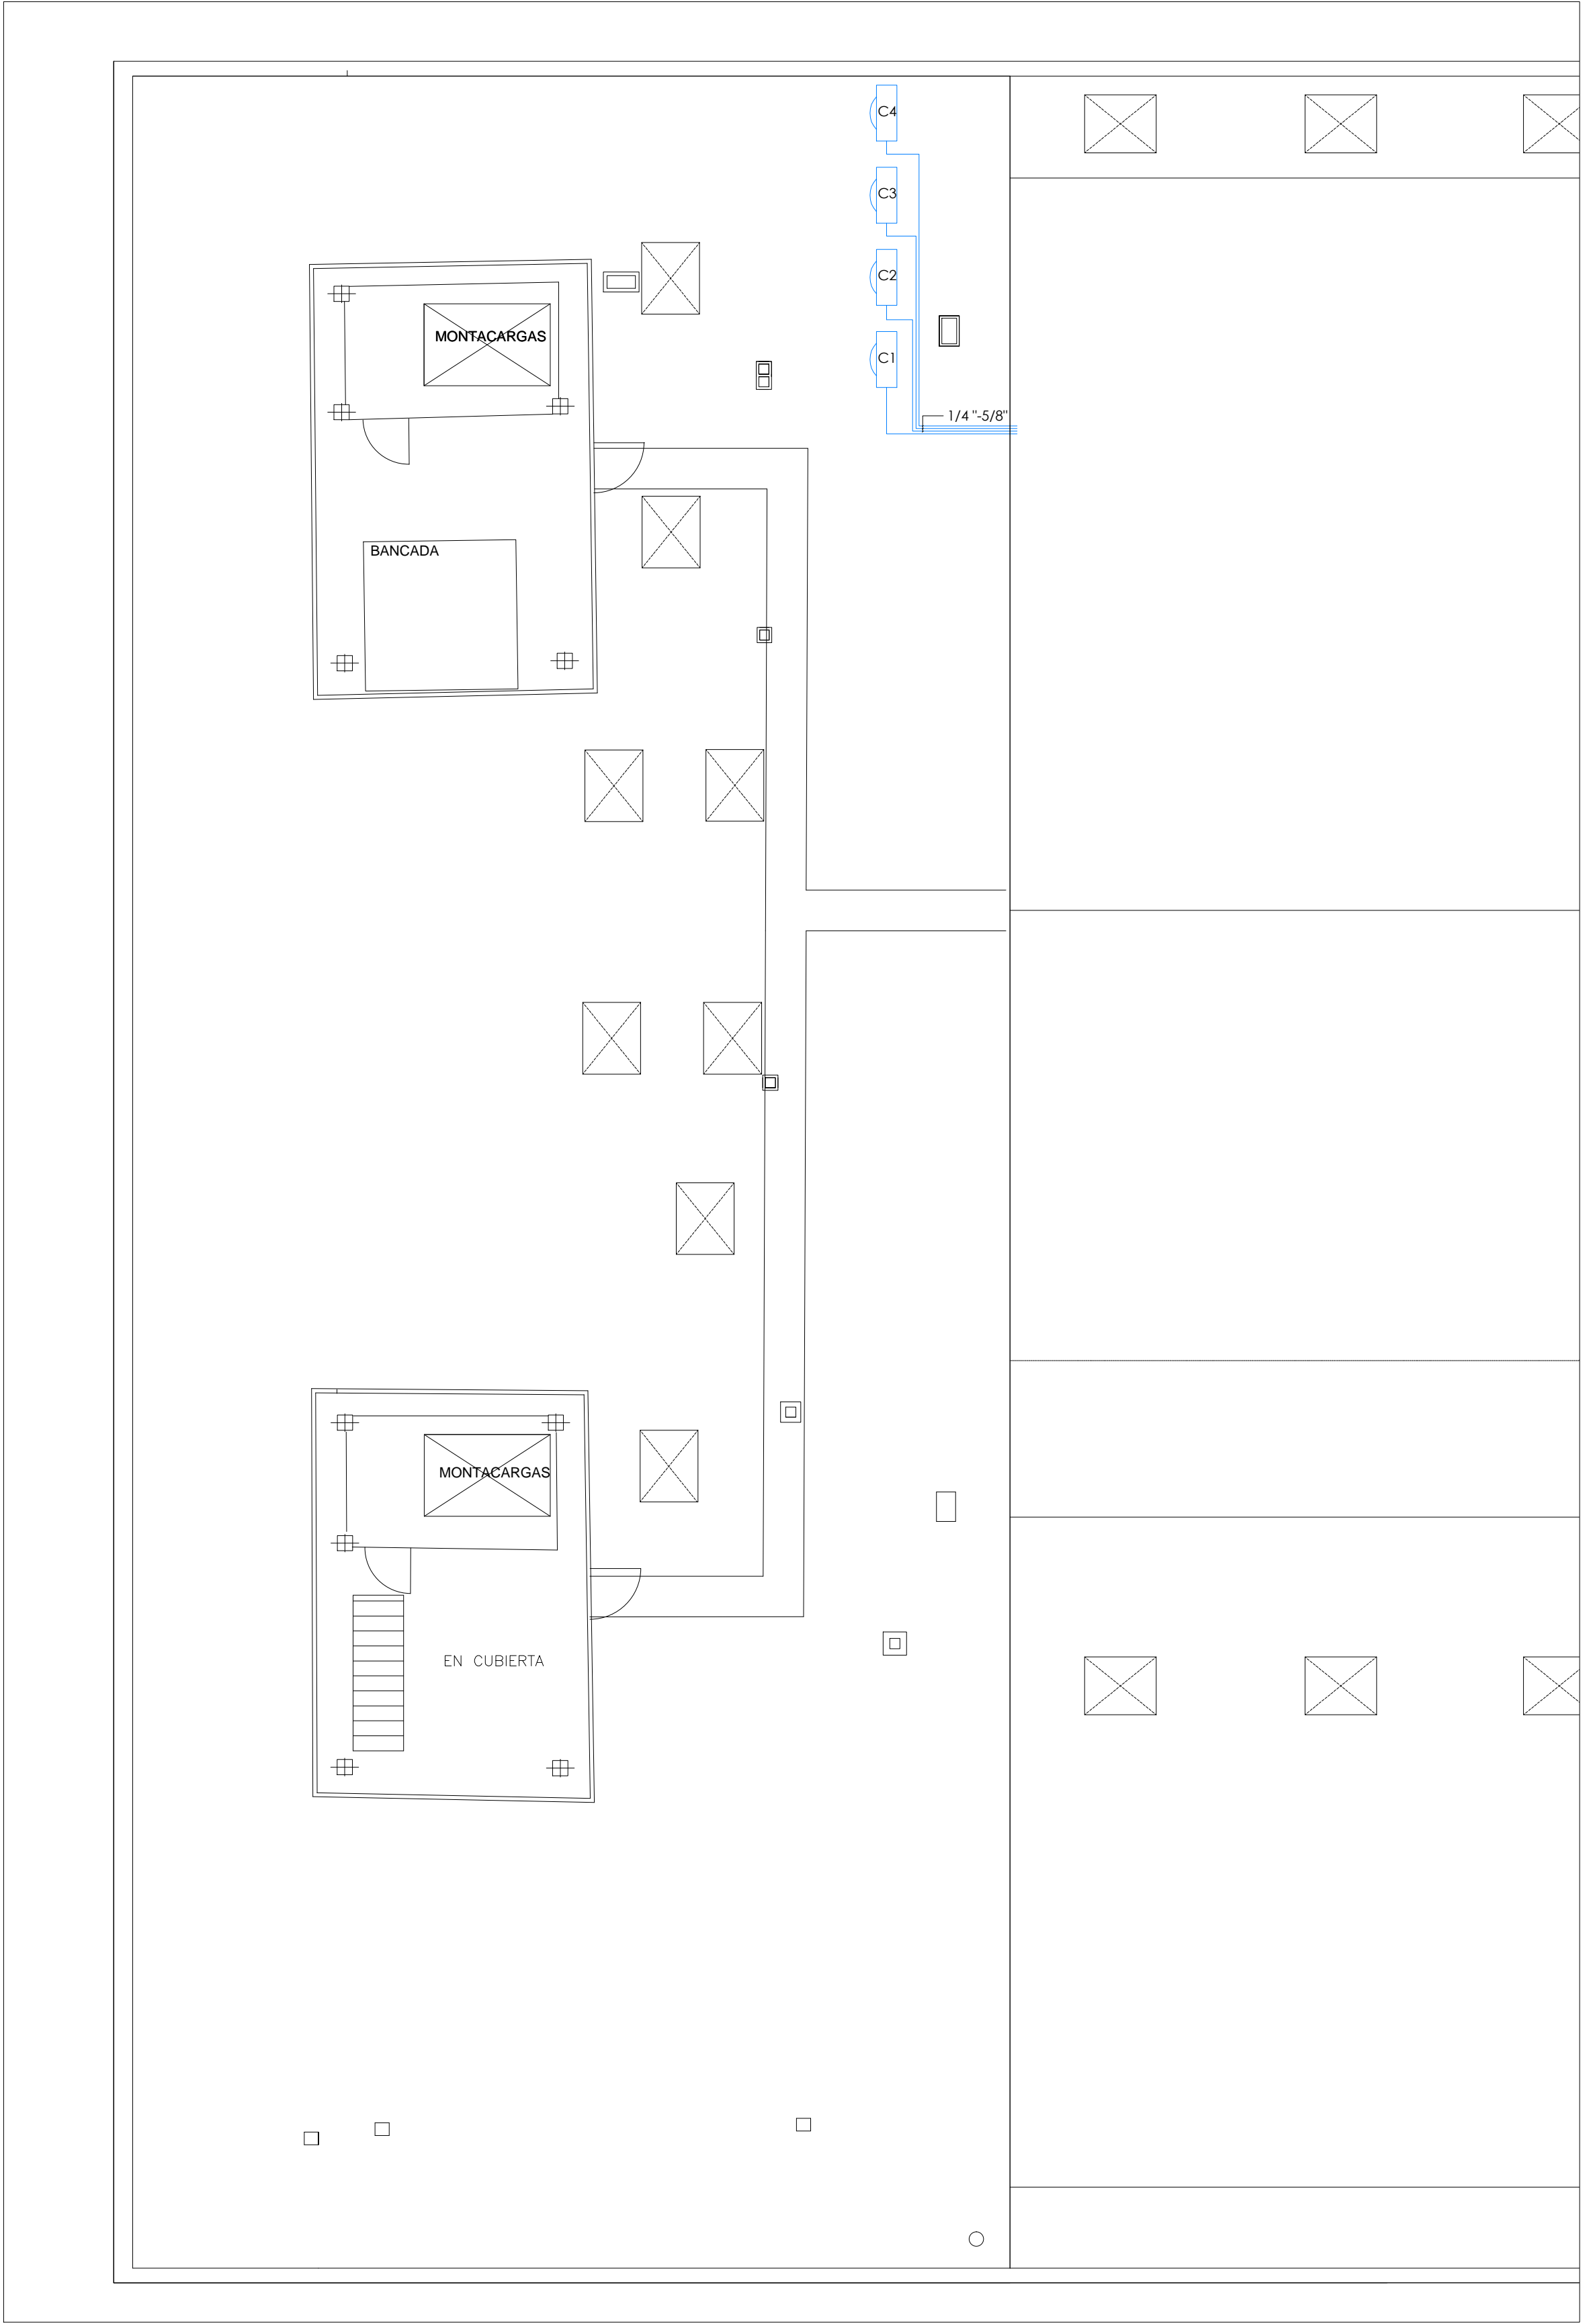 C4
C3
C2
MONTACARGAS
C1
1/4 "-5/8"
BANCADA
MONTACARGAS
EN CUBIERTA